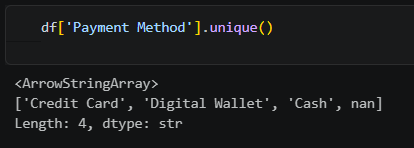 df['Payment Method'].unique()
<ArrowStringArray>
['Credit Card', 'Digital Wallet', 'Cash', nan]
Length: 4, dtype: str